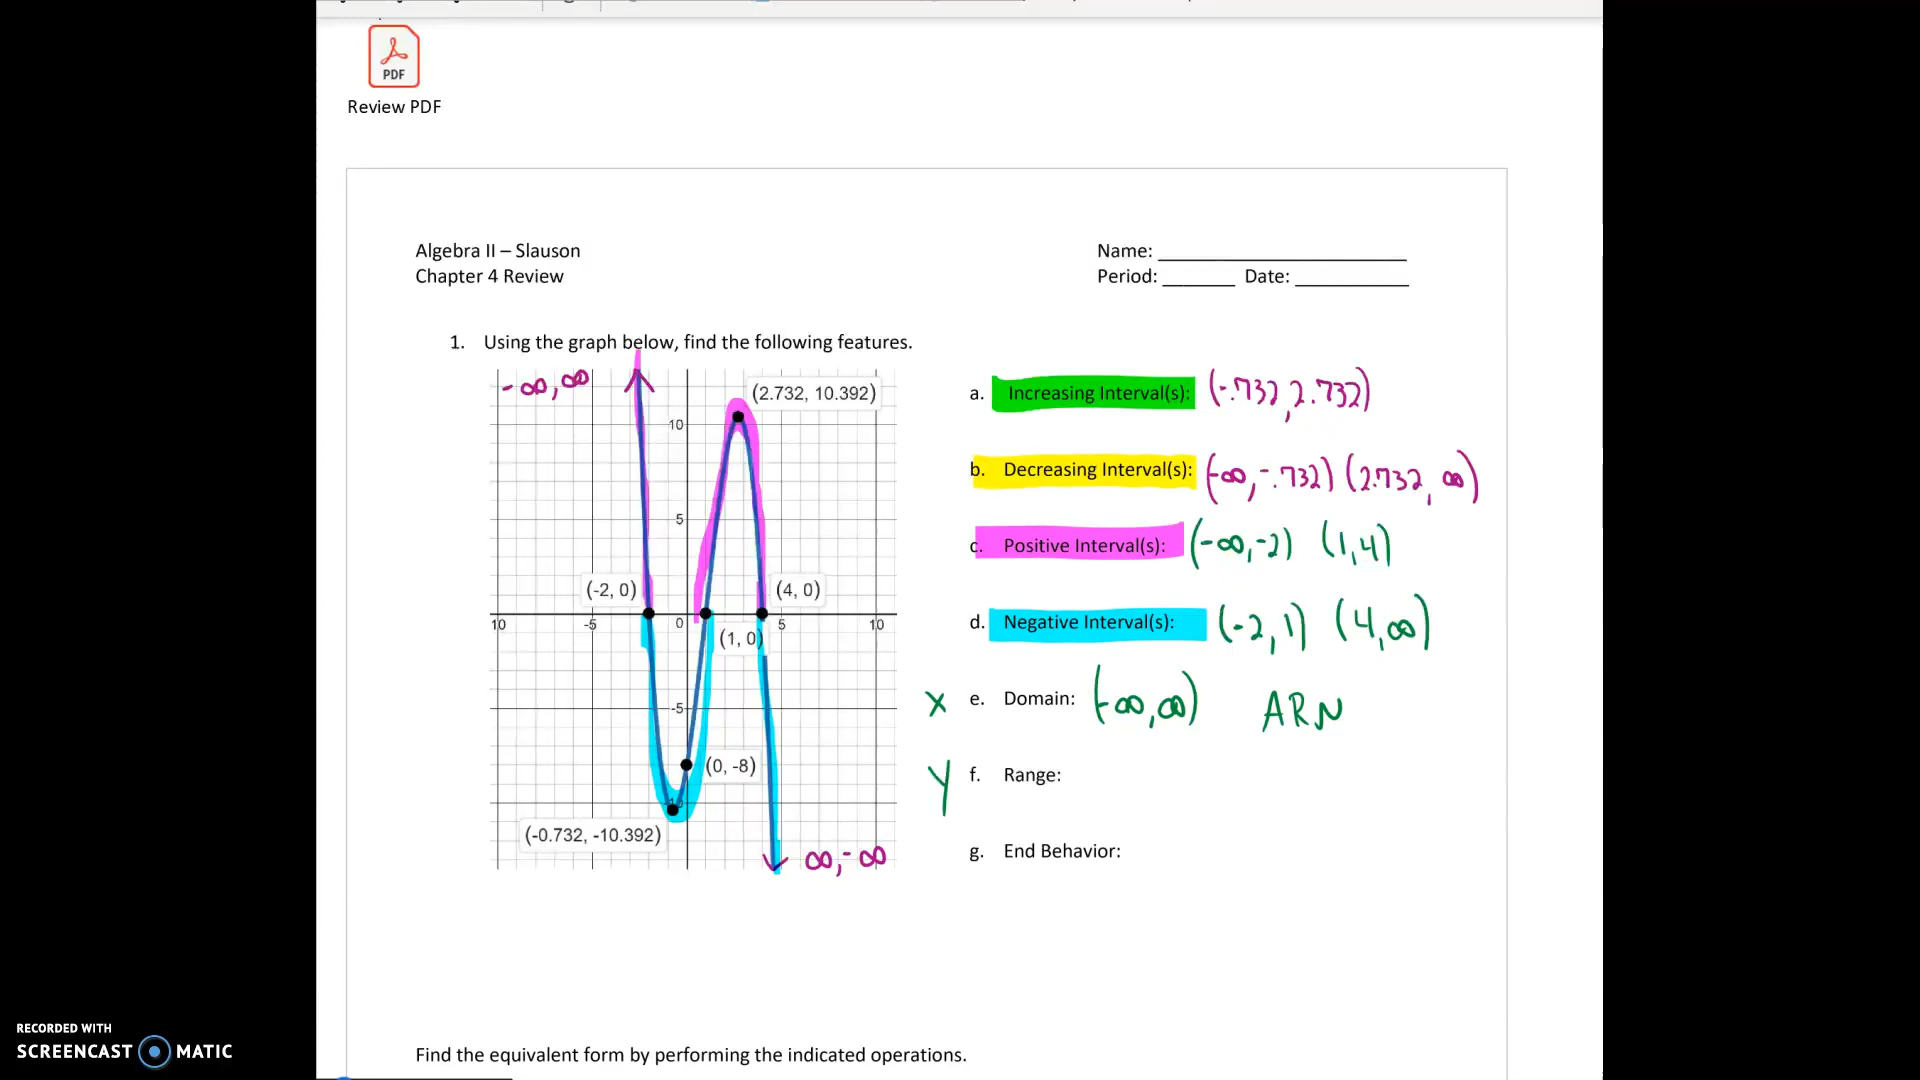 PDF
Review PDF
Algebra II – Slauson
Name: ________________________
Chapter 4 Review
Period: _______ Date: ___________
1. Using the graph below, find the following features.
-∞,∞
(2.732, 10.392)
10
5
(-2, 0)
(4, 0)
10
-5
0
5
10
(1, 0)
-5
(0, -8)
(-0.732, -10.392)
∞,-∞
a. Increasing Interval(s): (-.732, 2.732)
b. Decreasing Interval(s): (-∞, -.732) (2.732, ∞)
c. Positive Interval(s): (-∞, -2) (1, 4)
d. Negative Interval(s): (-2, 1) (4, ∞)
X e. Domain: (-∞, ∞) ARN
y f. Range:
g. End Behavior:
Find the equivalent form by performing the indicated operations.
RECORDED WITH
SCREENCAST MATIC